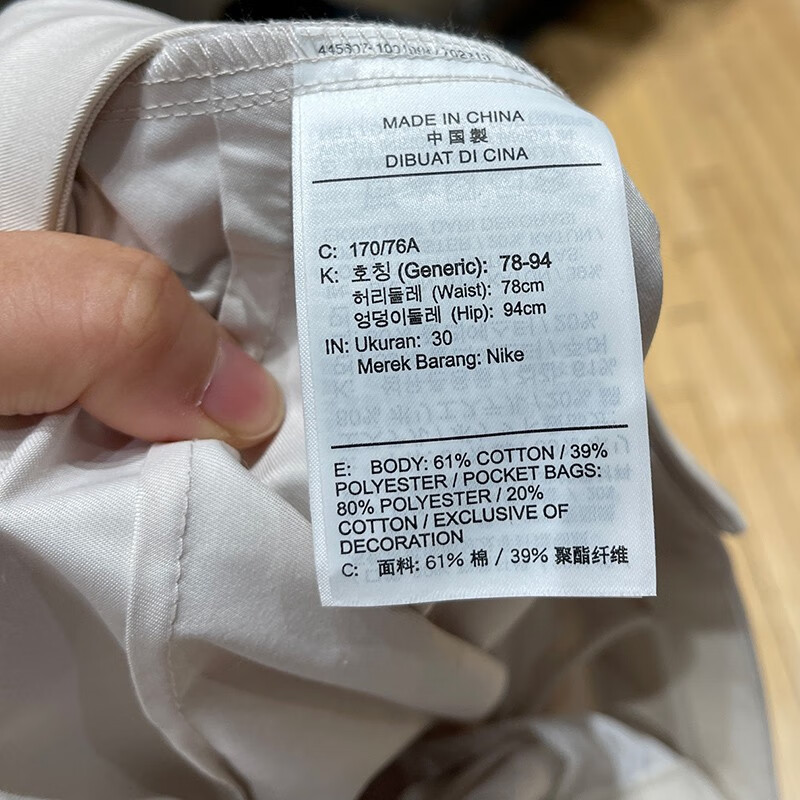 MADE IN CHINA
中国製
DIBUAT DI CINA
C: 170/76A
K: 호칭 (Generic): 78-94
허리둘레 (Waist): 78cm
엉덩이둘레 (Hip): 94cm
IN: Ukuran: 30
Merek Barang: Nike
E: BODY: 61% COTTON / 39%
POLYESTER / POCKET BAGS:
80% POLYESTER / 20%
COTTON / EXCLUSIVE OF
DECORATION
C: 面料: 61% 棉 / 39% 聚酯纤维